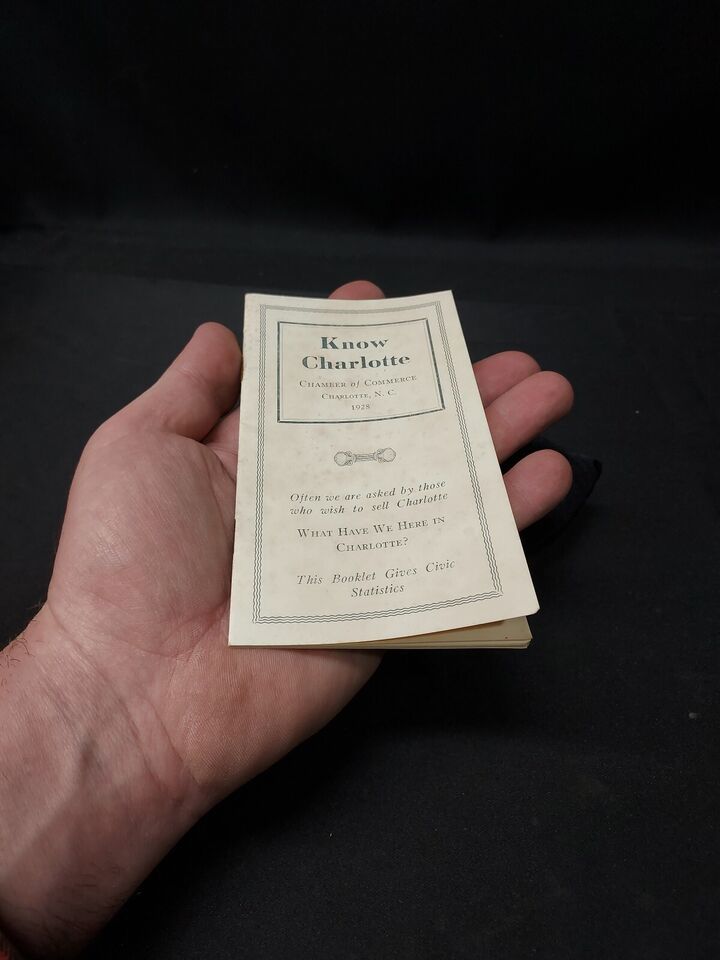 Know
Charlotte
Chamber of Commerce
Charlotte, N. C.
1928
Often we are asked by those
who wish to sell Charlotte
What Have We Here in
Charlotte?
This Booklet Gives Civic
Statistics